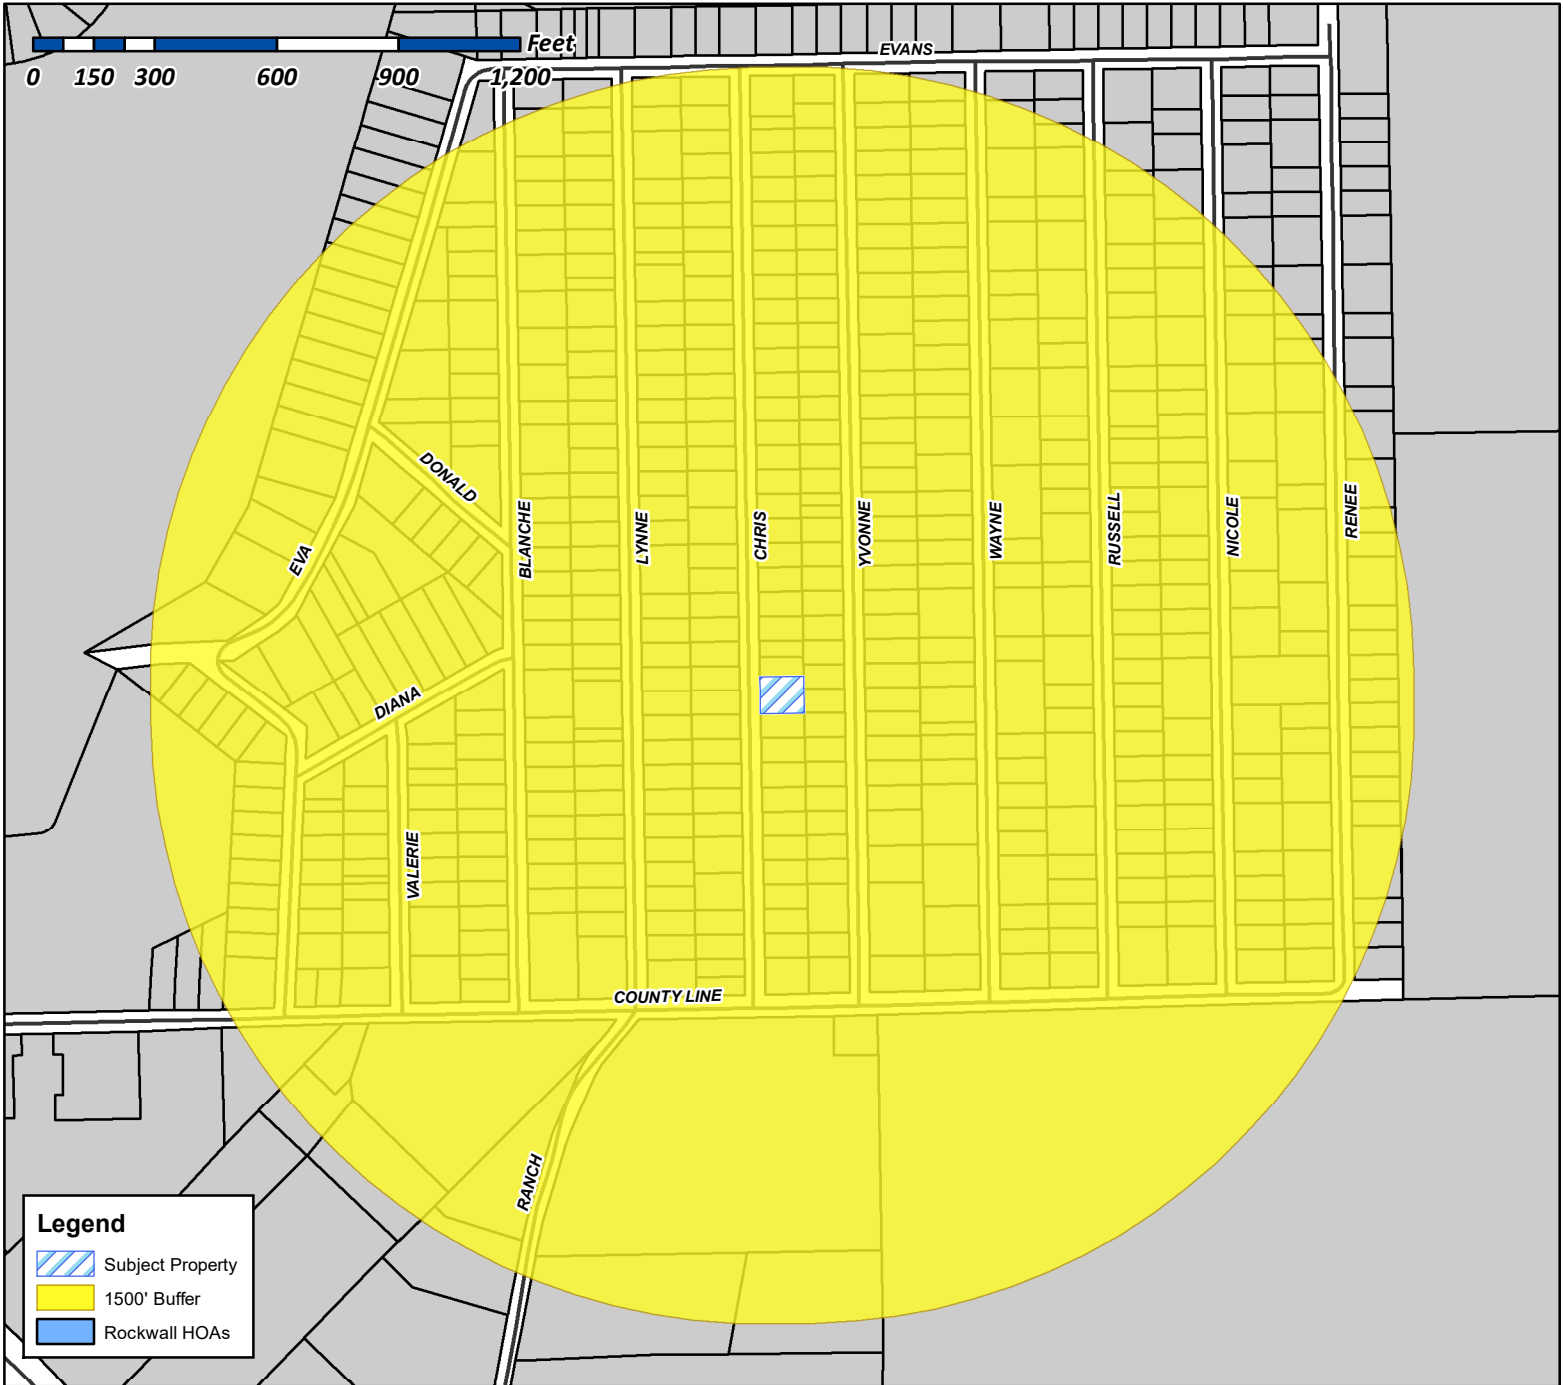 Feet
0 150 300 600 900 1,200
EVANS
DONALD
BLANCHE
LYNNE
CHRIS
YVONNE
WAYNE
RUSSELL
NICOLE
RENEE
EVA
DIANA
VALERIE
COUNTY LINE
RANCH
Legend
Subject Property
1500' Buffer
Rockwall HOAs